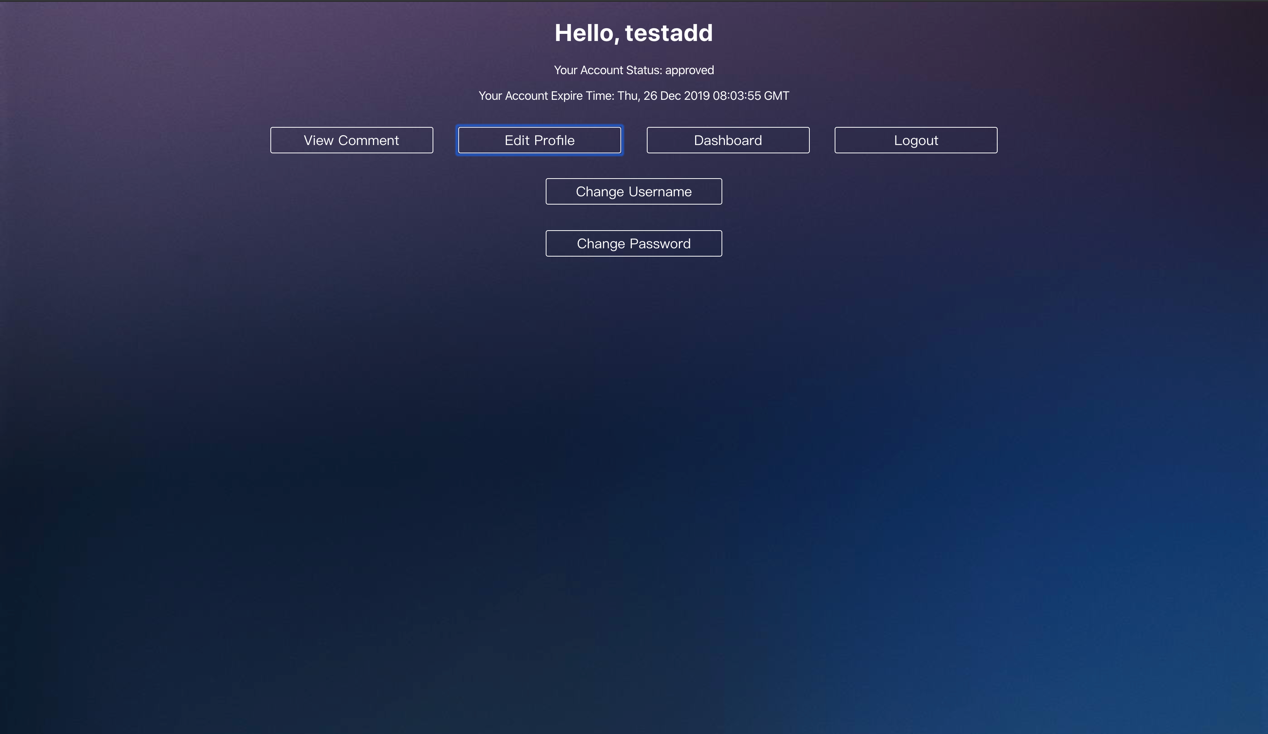 Hello, testadd
Your Account Status: approved
Your Account Expire Time: Thu, 26 Dec 2019 08:03:55 GMT
View Comment Edit Profile Dashboard Logout
Change Username
Change Password